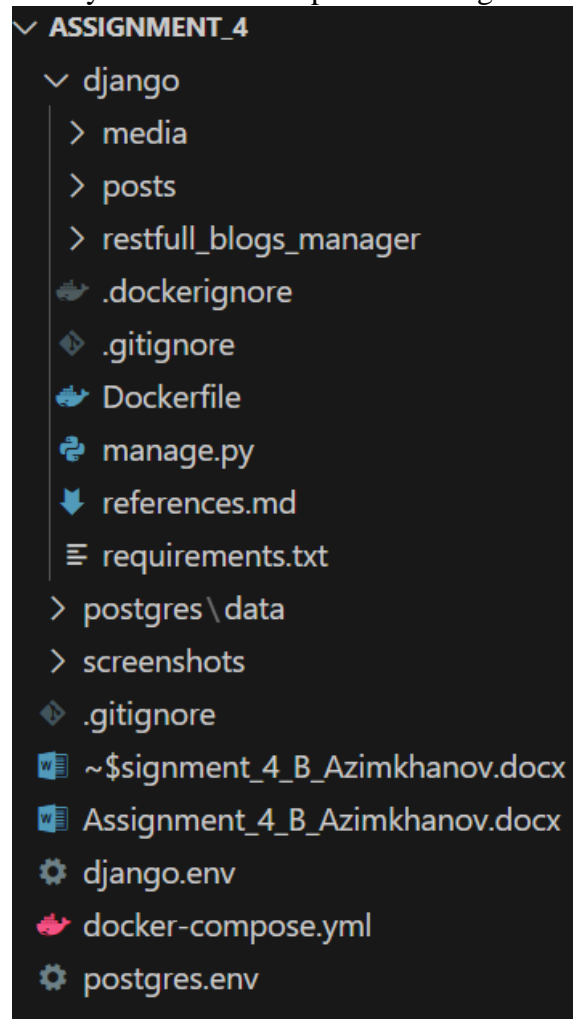 ASSIGNMENT_4
django
media
posts
restfull_blogs_manager
.dockerignore
.gitignore
Dockerfile
manage.py
references.md
requirements.txt
postgres\data
screenshots
.gitignore
~$signment_4_B_Azimkhanov.docx
Assignment_4_B_Azimkhanov.docx
django.env
docker-compose.yml
postgres.env